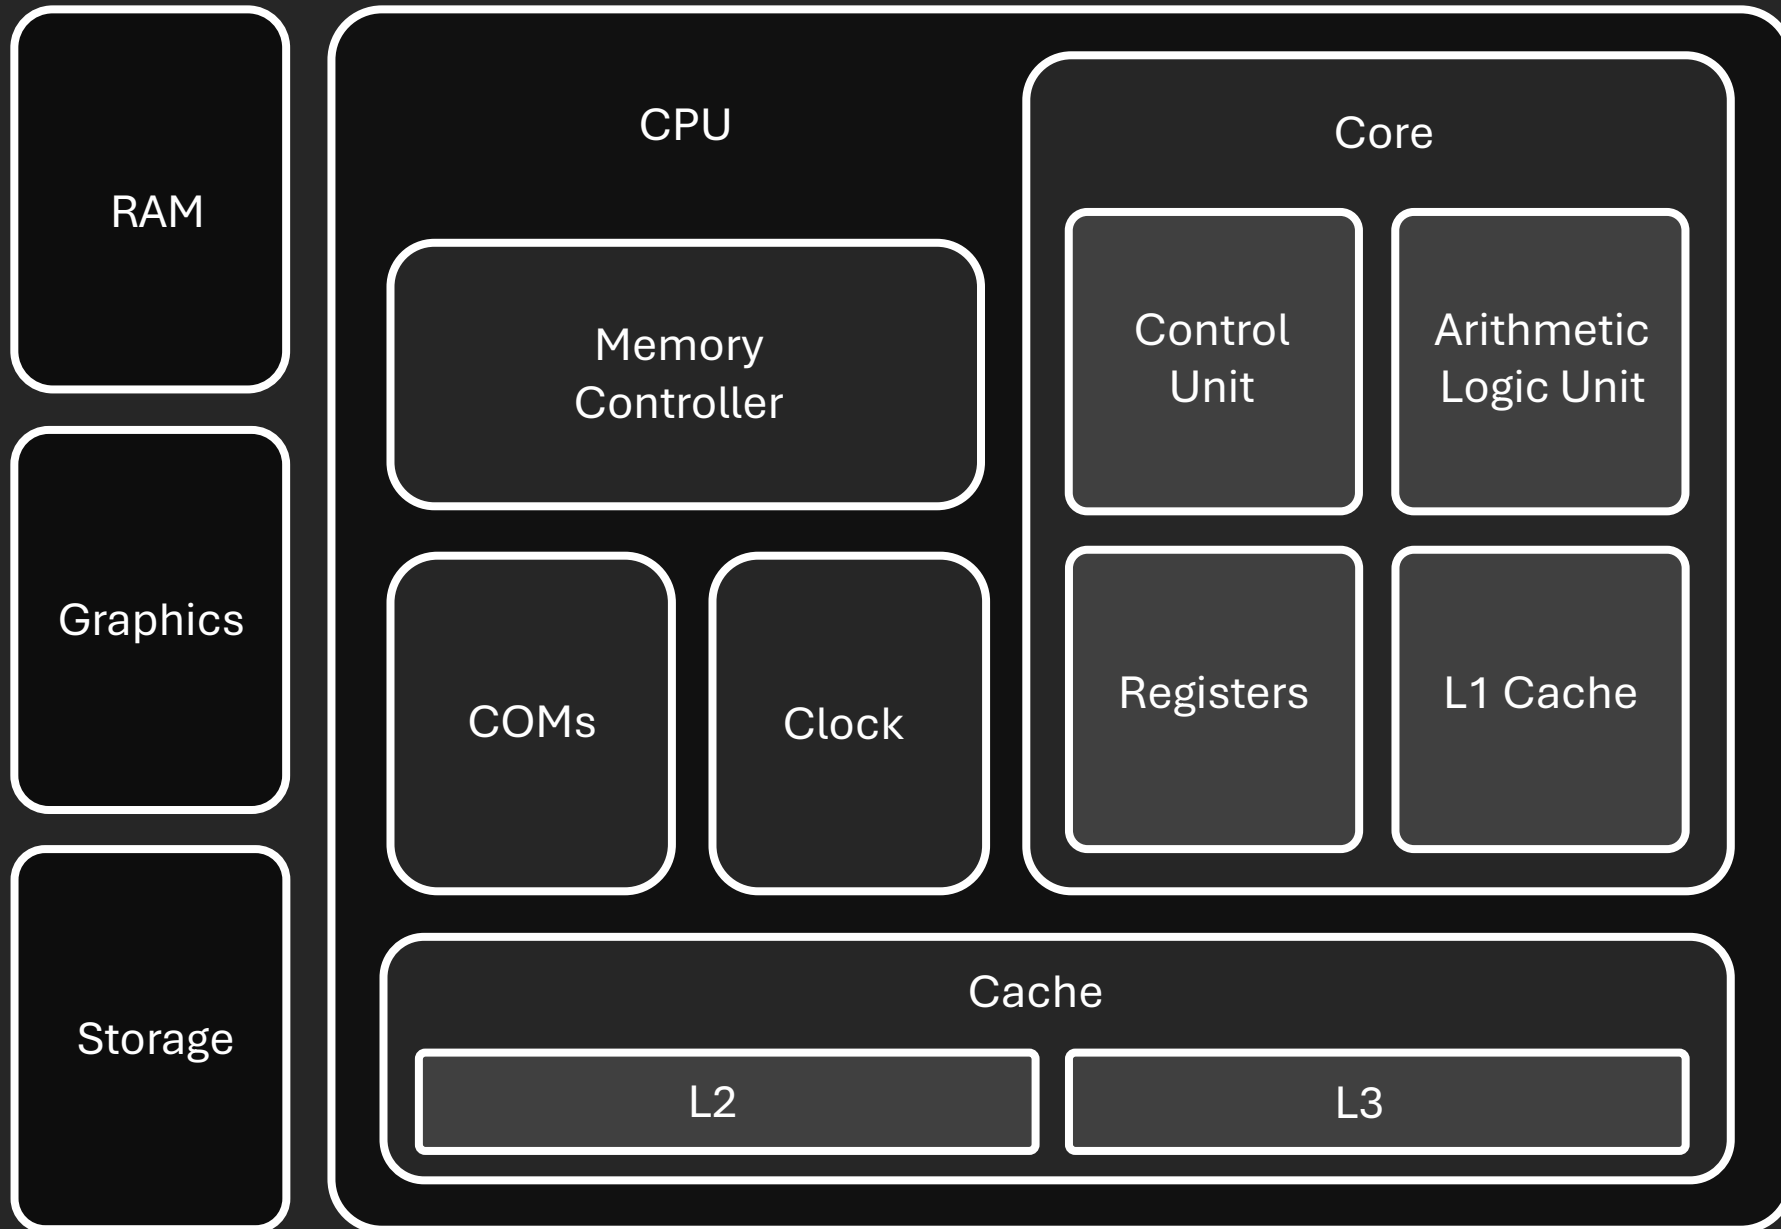 RAM
Graphics
Storage
CPU
Memory
Controller
COMs
Clock
Core
Control
Unit
Arithmetic
Logic Unit
Registers
L1 Cache
Cache
L2
L3